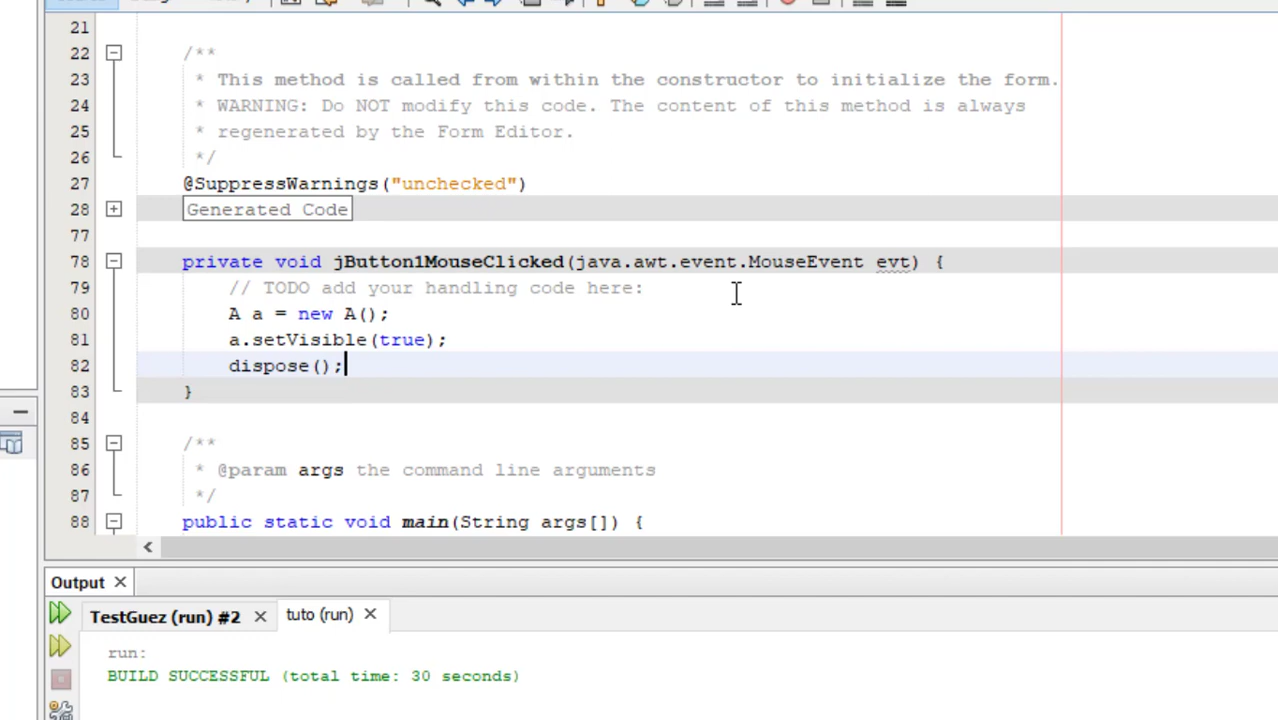 21
22 /**
23 * This method is called from within the constructor to initialize the form.
24 * WARNING: Do NOT modify this code. The content of this method is always
25 * regenerated by the Form Editor.
26 */
27 @SuppressWarnings("unchecked")
28 Generated Code
77
78 private void jButton1MouseClicked(java.awt.event.MouseEvent evt) {
79 // TODO add your handling code here:
80 A a = new A();
81 a.setVisible(true);
82 dispose();
83 }
84
85 /**
86 * @param args the command line arguments
87 */
88 public static void main(String args[]) {
Output
TestGuez (run) #2 tuto (run)
run:
BUILD SUCCESSFUL (total time: 30 seconds)